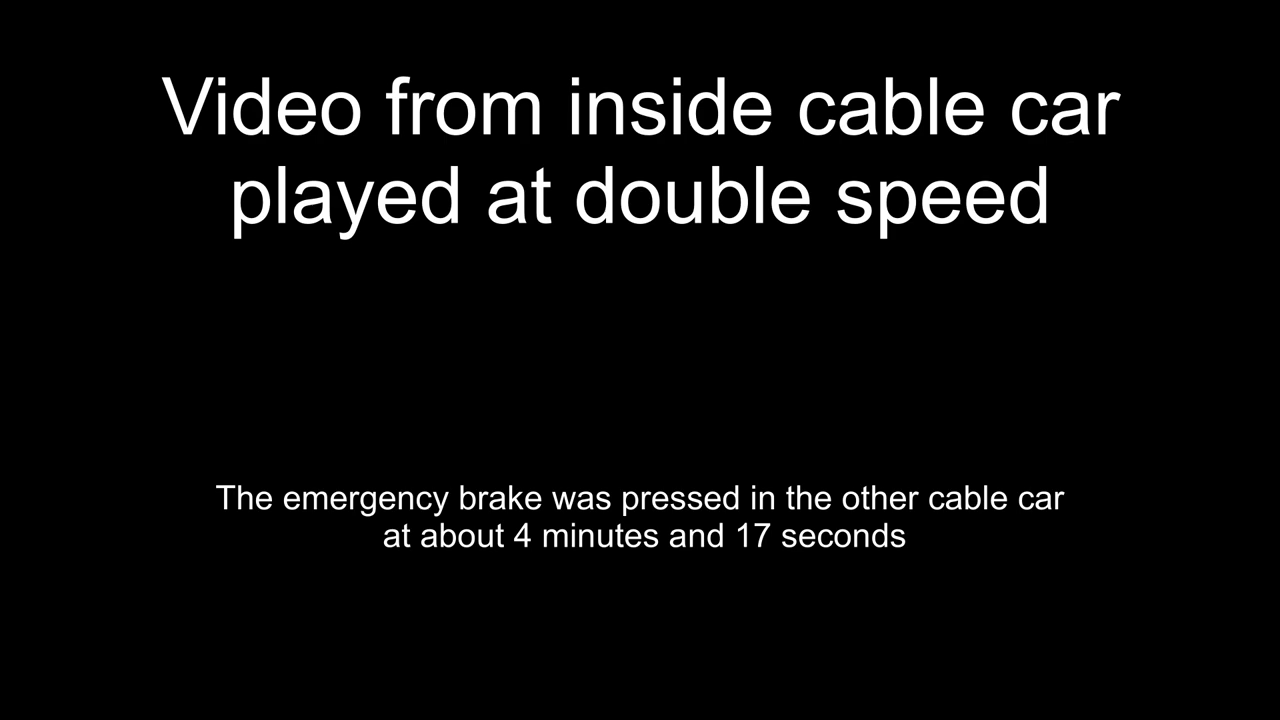 Video from inside cable car
played at double speed
The emergency brake was pressed in the other cable car
at about 4 minutes and 17 seconds